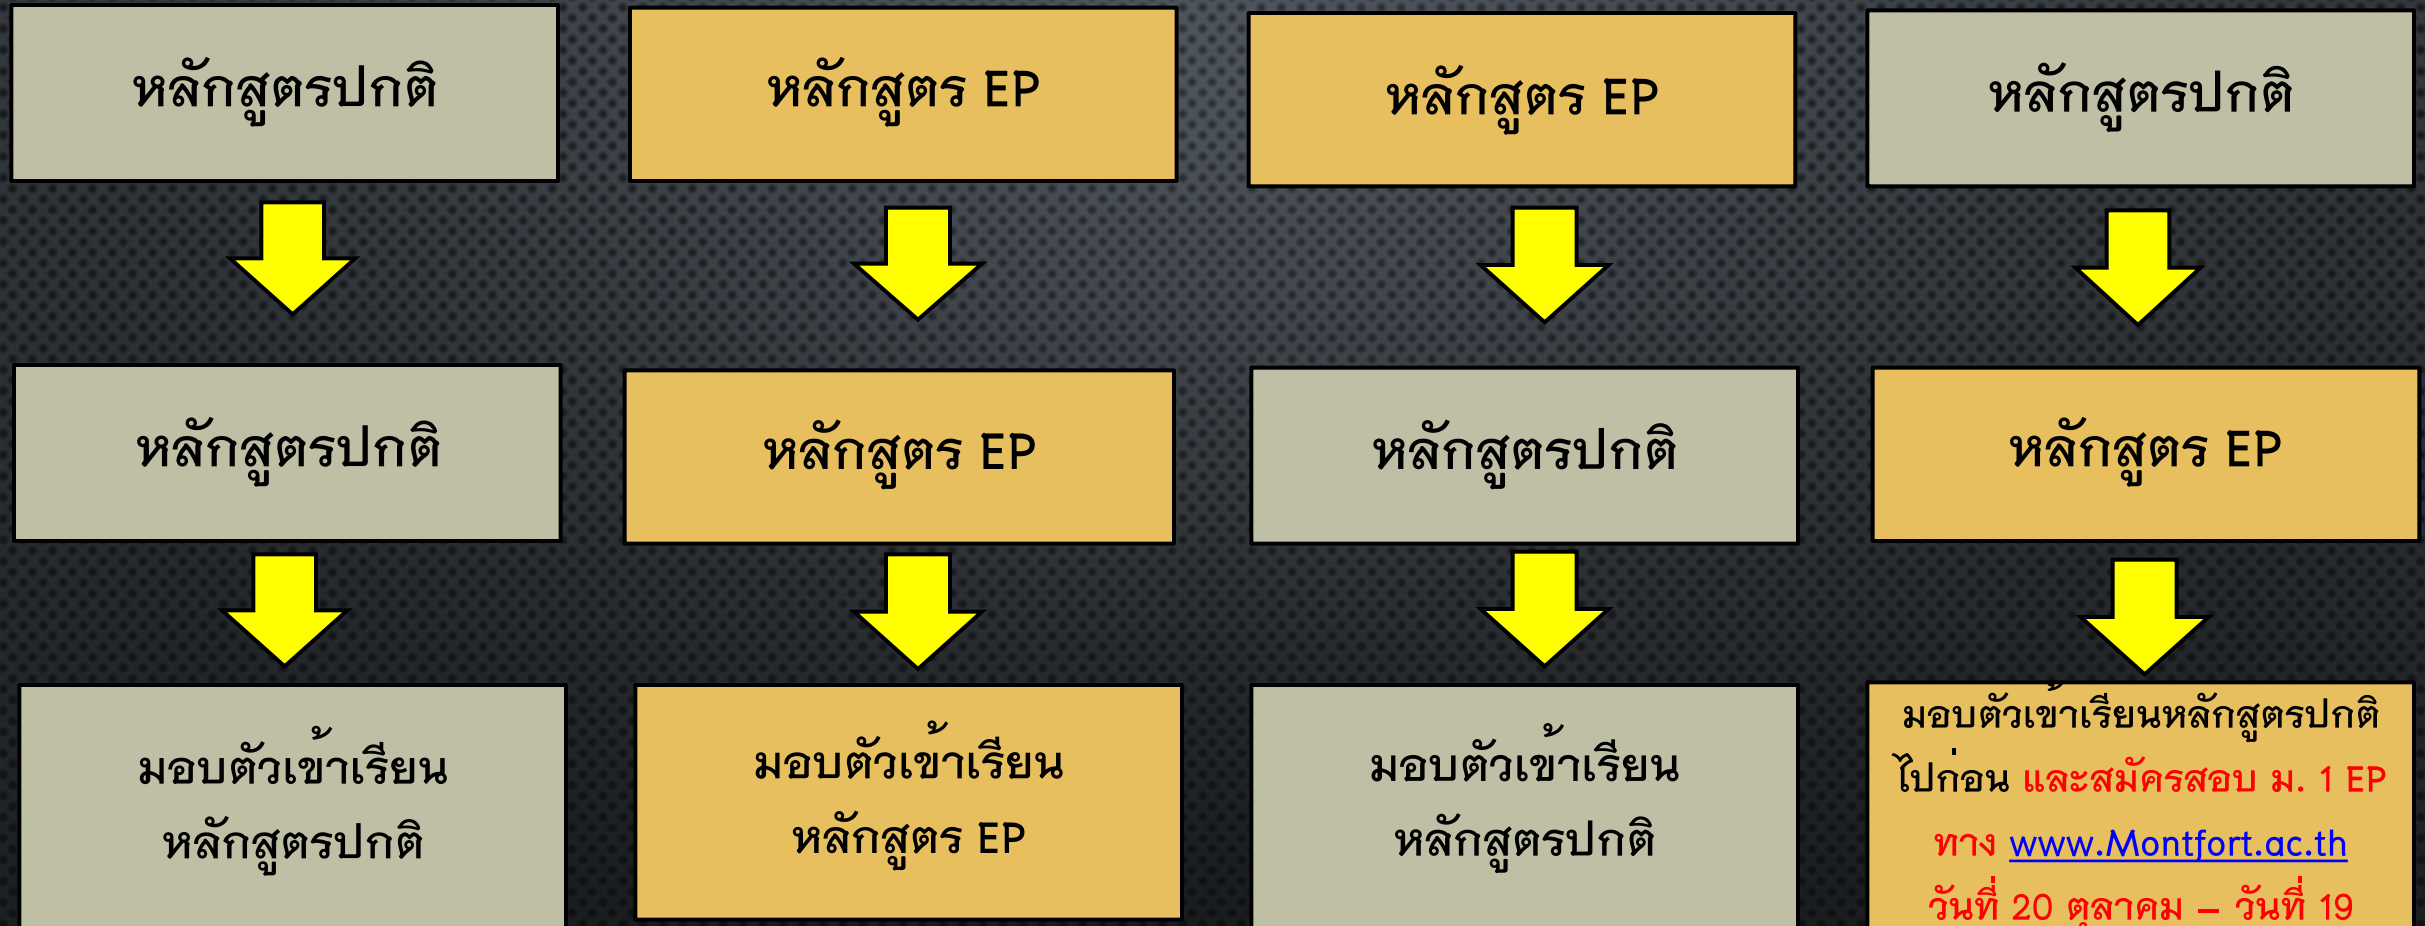 หลักสูตรปกติ
หลักสูตร EP
หลักสูตร EP
หลักสูตรปกติ
หลักสูตรปกติ
หลักสูตร EP
หลักสูตรปกติ
หลักสูตร EP
มอบตัวเข้าเรียน
หลักสูตรปกติ
มอบตัวเข้าเรียน
หลักสูตร EP
มอบตัวเข้าเรียน
หลักสูตรปกติ
มอบตัวเข้าเรียนหลักสูตรปกติ
ไปก่อน และสมัครสอบ ม. 1 EP
ทาง www.Montfort.ac.th
วันที่ 20 ตุลาคม – วันที่ 19